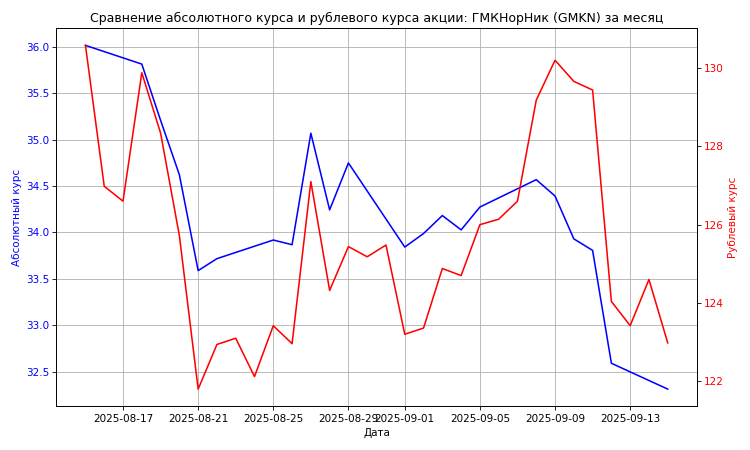 Сравнение абсолютного курса и рублевого курса акции: ГМКНорНик (GMKN) за месяц
36.0
35.5
35.0
34.5
34.0
33.5
33.0
32.5
Абсолютный курс
130
128
126
124
122
Рублевый курс
2025-08-17 2025-08-21 2025-08-25 2025-08-29 2025-09-01 2025-09-05 2025-09-09 2025-09-13
Дата